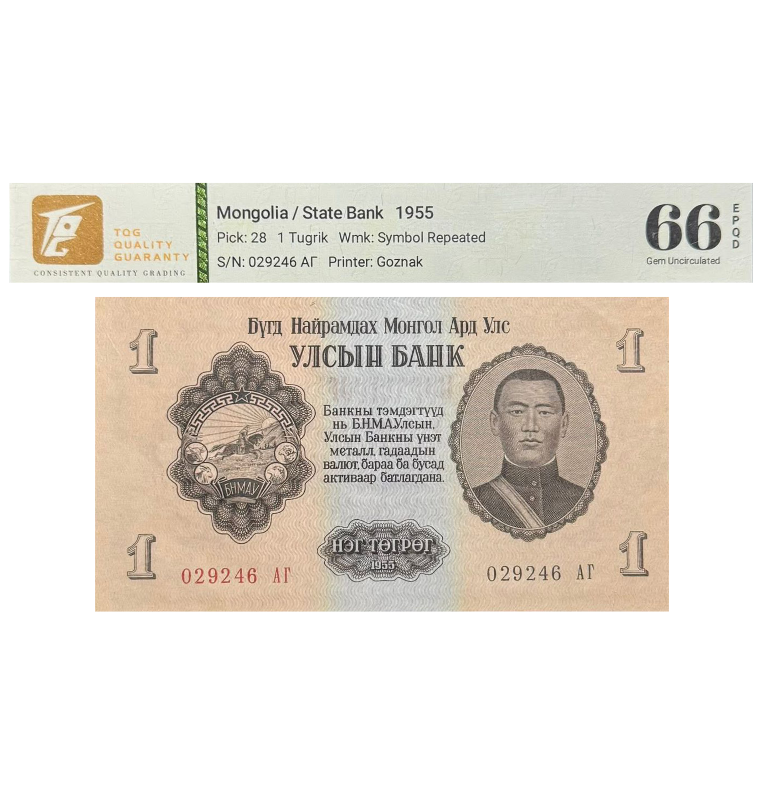 TQG
QUALITY
GUARANTY
CONSISTENT QUALITY GRADING
Mongolia / State Bank 1955
Pick: 28 1 Tugrik Wmk: Symbol Repeated
S/N: 029246 АГ Printer: Goznak
66
EPQD
Gem Uncirculated
Бүгд Найрамдах Монгол Ард Улс
УЛСЫН БАНК
1
1
Банкны тэмдэгтүүд
нь Б.Н.М.А.Улсын,
Улсын Банкны үнэт
металл, гадаадын
валют, бараа ба бусад
активаар батлагдана.
БНМАУ
НЭГ ТӨГРӨГ
1955
1
1
029246 АГ
029246 АГ